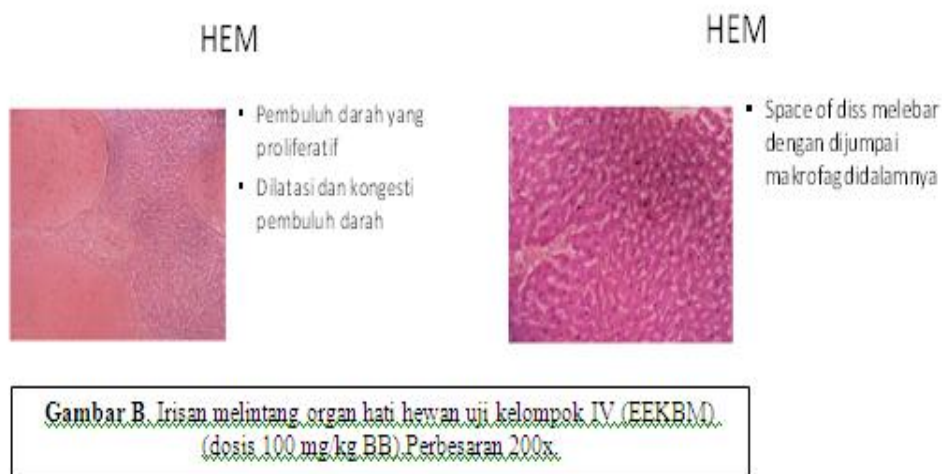 HEM
▪ Pembuluh darah yang
proliferatif
▪ Dilatasi dan kongesti
pembuluh darah
HEM
▪ Space of diss melebar
dengan dijumpai
makrofag didalamnya
Gambar B. Irisan melintang organ hati hewan uji kelompok IV (EEKBM)
(dosis 100 mg/kg BB).Perbesaran 200x.